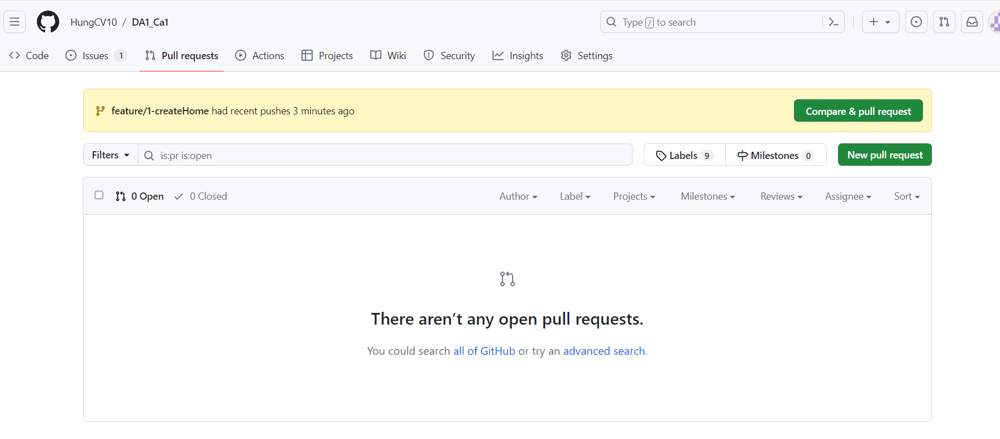 HungCV10 / DA1_Ca1
Type / to search
Code
Issues 1
Pull requests
Actions
Projects
Wiki
Security
Insights
Settings
feature/1-createHome had recent pushes 3 minutes ago
Compare & pull request
Filters
is:pr is:open
Labels 9
Milestones 0
New pull request
0 Open
0 Closed
Author
Label
Projects
Milestones
Reviews
Assignee
Sort
There aren’t any open pull requests.
You could search all of GitHub or try an advanced search.